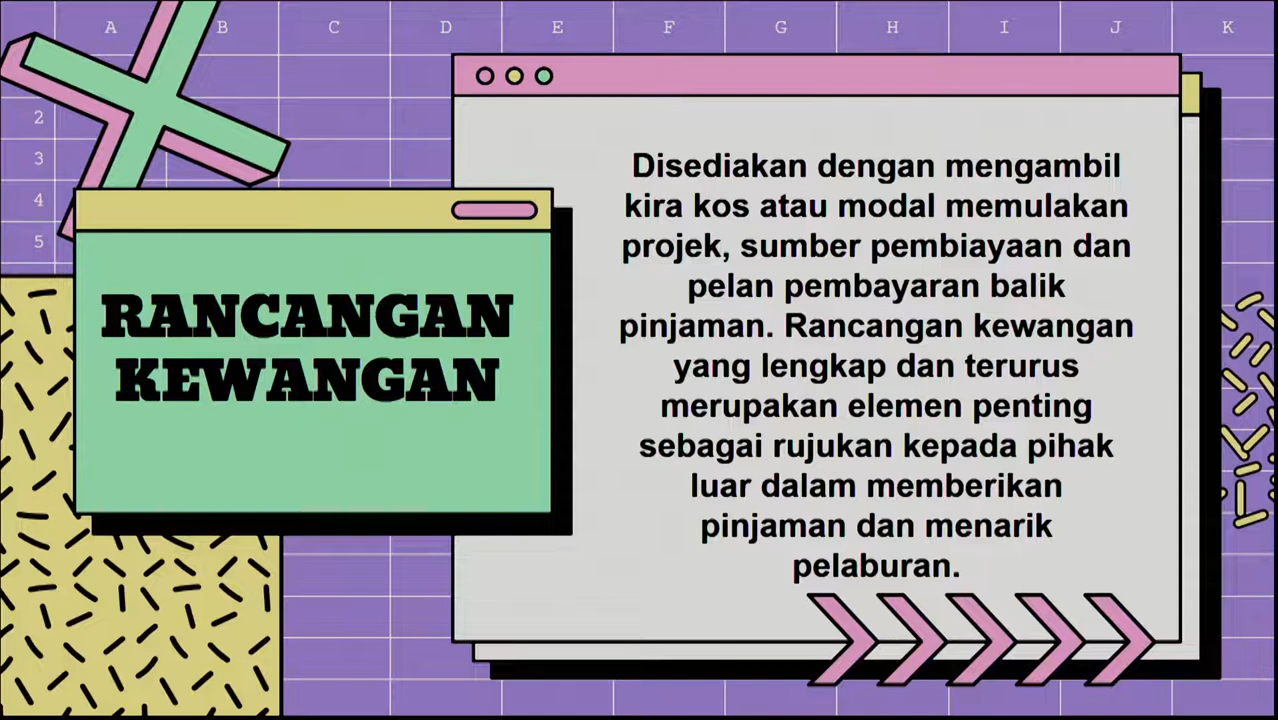 A B C D E F G H I J K
2
3
4
5
RANCANGAN
KEWANGAN
Disediakan dengan mengambil
kira kos atau modal memulakan
projek, sumber pembiayaan dan
pelan pembayaran balik
pinjaman. Rancangan kewangan
yang lengkap dan terurus
merupakan elemen penting
sebagai rujukan kepada pihak
luar dalam memberikan
pinjaman dan menarik
pelaburan.